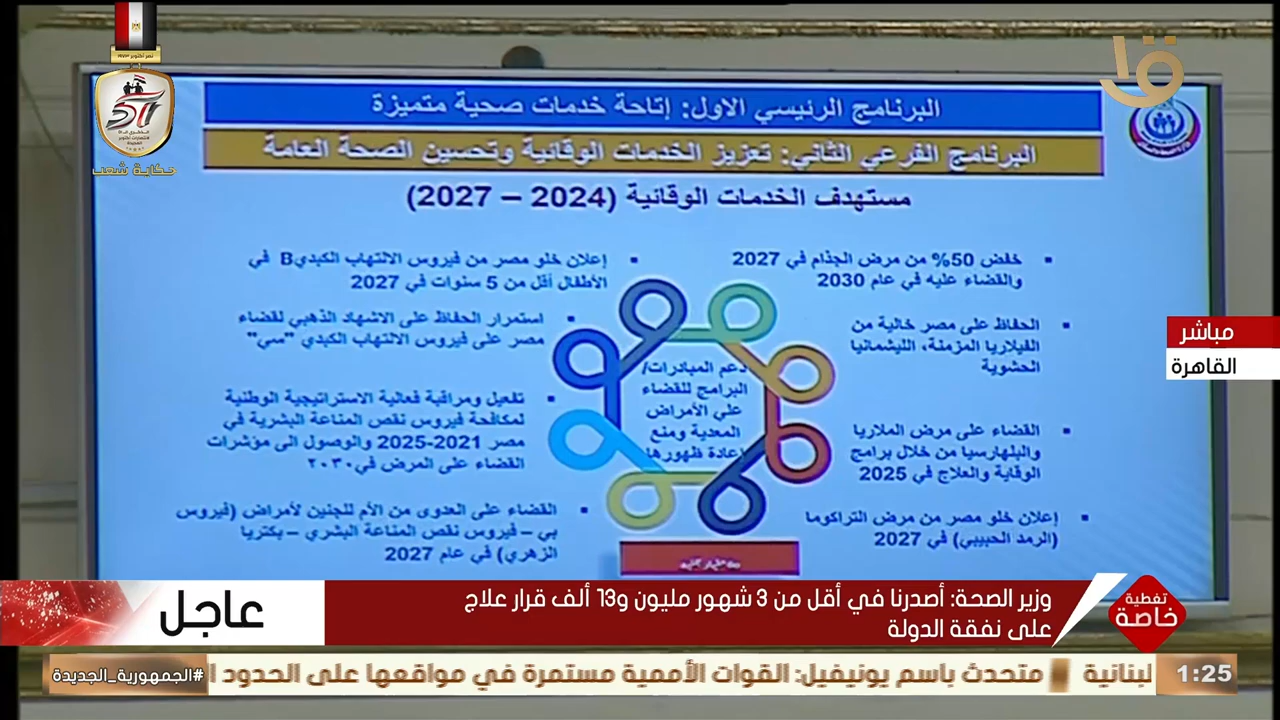 نصر أكتوبر
حكاية شعب
البرنامج الرئيسي الاول: إتاحة خدمات صحية متميزة
البرنامج الفرعي الثاني: تعزيز الخدمات الوقائية وتحسين الصحة العامة
مستهدف الخدمات الوقائية (2024 – 2027)
خفض 50% من مرض الجذام في 2027
والقضاء عليه في عام 2030
الحفاظ على مصر خالية من
الفيلاريا المزمنة، الليشمانيا
الحشوية
القضاء على مرض الملاريا
والبلهارسيا من خلال برامج
الوقاية والعلاج في 2025
إعلان خلو مصر من مرض التراكوما
(الرمد الحبيبي) في 2027
إعلان خلو مصر من فيروس الالتهاب الكبديB في
الأطفال أقل من 5 سنوات في 2027
استمرار الحفاظ على الاشهاد الذهبي لقضاء
مصر على فيروس الالتهاب الكبدي "سي"
تفعيل ومراقبة فعالية الاستراتيجية الوطنية
لمكافحة فيروس نقص المناعة البشرية في
مصر 2021-2025 والوصول الى مؤشرات
القضاء على المرض في٢٠٣٠
القضاء على العدوى من الأم للجنين لأمراض (فيروس
بي – فيروس نقص المناعة البشري – بكتريا
الزهري) في عام 2027
دعم المبادرات/
البرامج للقضاء
علي الأمراض
المعدية ومنع
إعادة ظهورها
مباشر
القاهرة
تغطية
خاصة
وزير الصحة: أصدرنا في أقل من 3 شهور مليون و13 ألف قرار علاج
على نفقة الدولة
عاجل
لبنانية
متحدث باسم يونيفيل: القوات الأممية مستمرة في مواقعها على الحدود ا
#الجمهورية_الجديدة
1:25